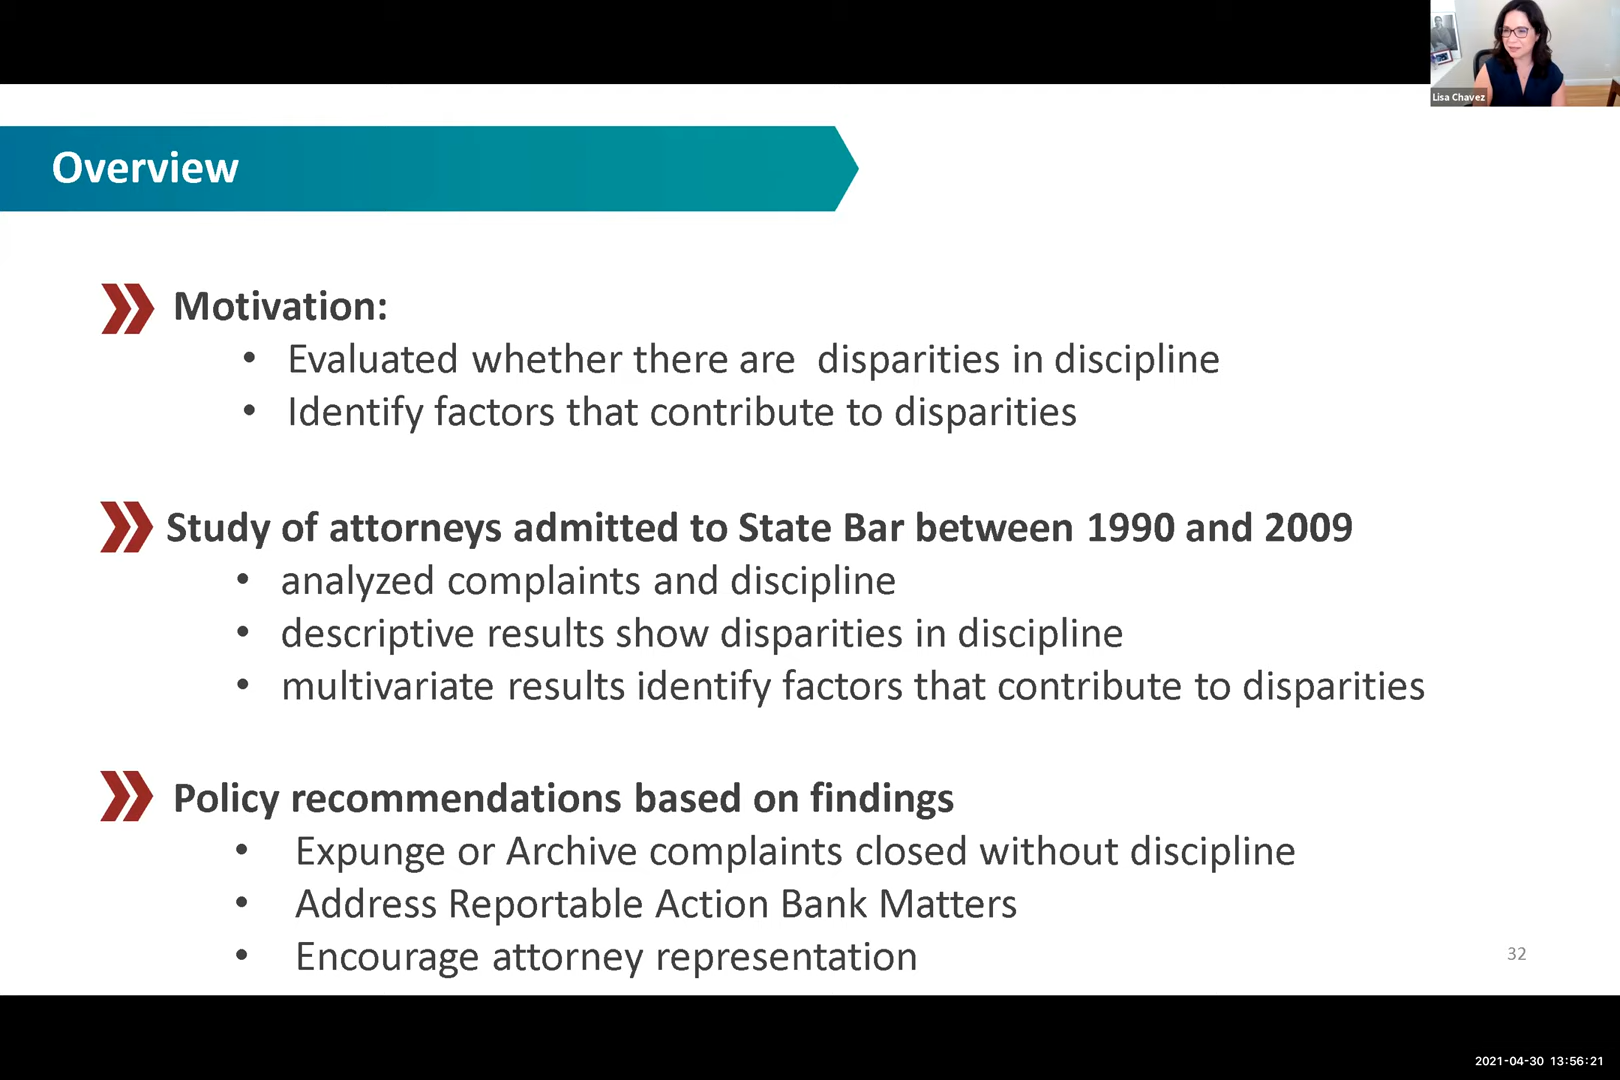 Lisa Chavez
Overview
Motivation:
• Evaluated whether there are  disparities in discipline
• Identify factors that contribute to disparities
Study of attorneys admitted to State Bar between 1990 and 2009
• analyzed complaints and discipline
• descriptive results show disparities in discipline
• multivariate results identify factors that contribute to disparities
Policy recommendations based on findings
• Expunge or Archive complaints closed without discipline
• Address Reportable Action Bank Matters
• Encourage attorney representation
32
2021-04-30 13:56:21